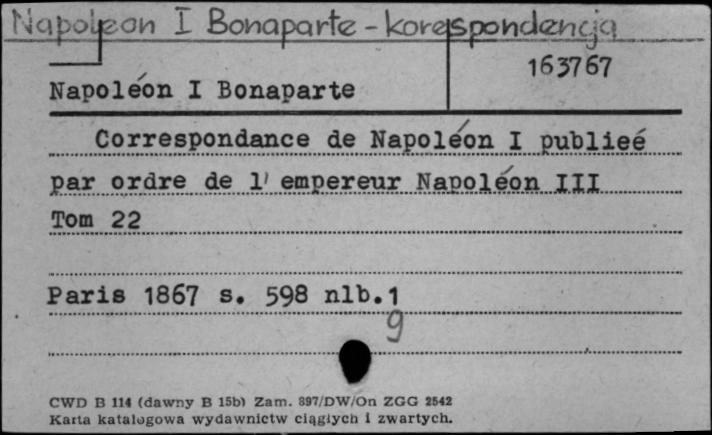 Napoleon I Bonaparte - korespondencja
163767
Napoléon I Bonaparte
Correspondance de Napoléon I publieé
par ordre de l' empereur Napoléon III
Tom 22
Paris 1867 s. 598 nlb.1
9
CWD B 114 (dawny B 15b) Zam. 897/DW/On ZGG 2542
Karta katalogowa wydawnictw ciągłych i zwartych.